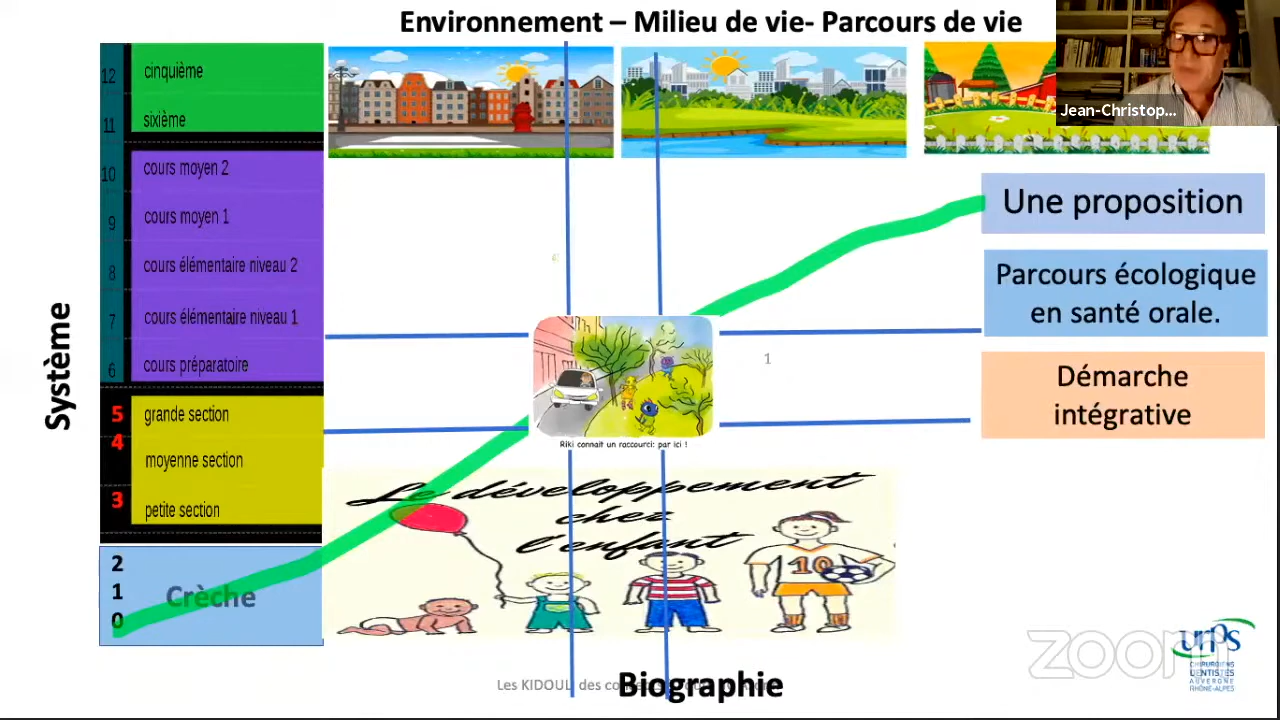 Environnement – Milieu de vie- Parcours de vie
Jean-Christop...
12
cinquième
11
sixième
10
cours moyen 2
9
cours moyen 1
8
cours élémentaire niveau 2
7
cours élémentaire niveau 1
6
cours préparatoire
5
grande section
4
moyenne section
3
petite section
2
1
0
Crèche
Système
Une proposition
Parcours écologique
en santé orale.
Démarche
intégrative
1
Riki connait un raccourci: par ici !
Le développement
chez
l'enfant
10
Les KIDOUL des
Biographie
zoom
urps
CHIRURGIENS
DENTISTES
AUVERGNE
RHÔNE-ALPES